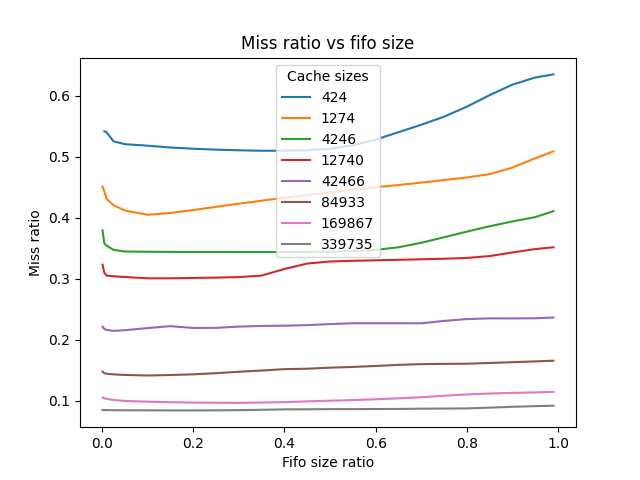 Miss ratio vs fifo size
Cache sizes
424
1274
4246
12740
42466
84933
169867
339735
Miss ratio
0.6
0.5
0.4
0.3
0.2
0.1
0.0 0.2 0.4 0.6 0.8 1.0
Fifo size ratio